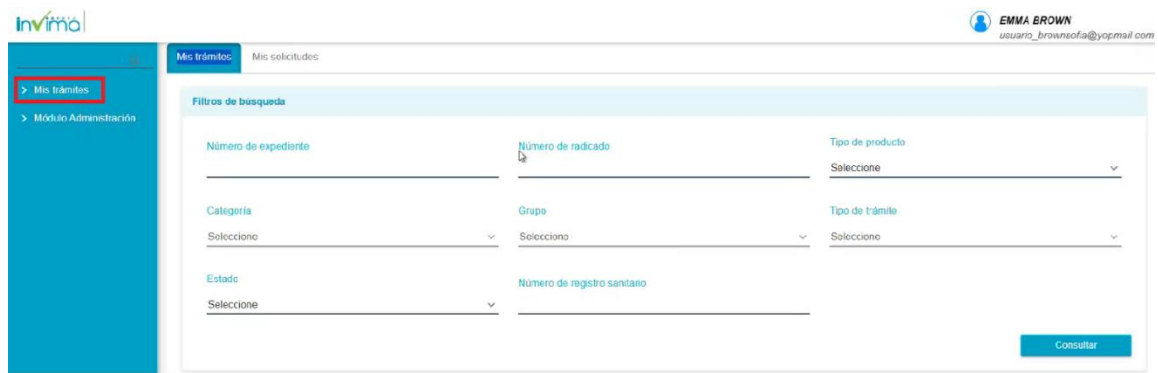 invima
EMMA BROWN
usuario_brownsofia@yopmail.com
Mis trámites
Mis solicitudes
> Mis trámites
> Módulo Administración
Filtros de búsqueda
Número de expediente
Número de radicado
Tipo de producto
Seleccione
Categoría
Grupo
Tipo de trámite
Seleccione
Seleccione
Seleccione
Estado
Número de registro sanitario
Seleccione
Consultar